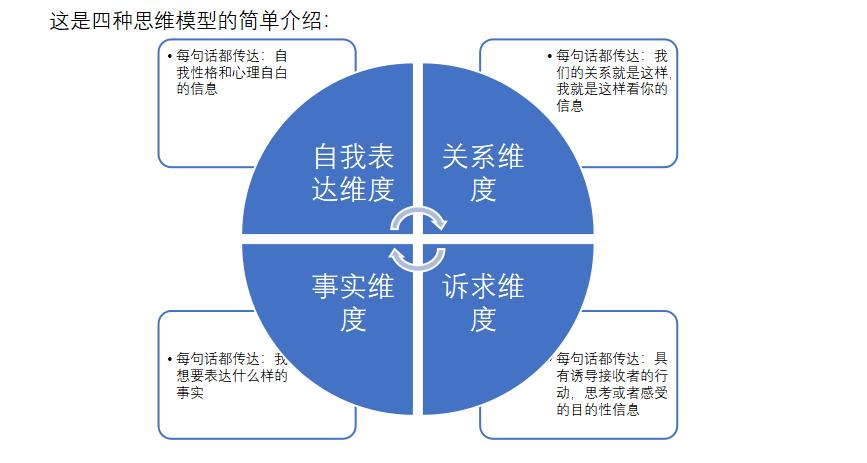 这是四种思维模型的简单介绍：
• 每句话都传达：自
我性格和心理自白
的信息
• 每句话都传达：我
们的关系就是这样，
我就是这样看你的
信息
自我表
达维度
关系维
度
事实维
度
诉求维
度
• 每句话都传达：我
想要表达什么样的
事实
• 每句话都传达：具
有诱导接收者的行
动，思考或者感受
的目的性信息